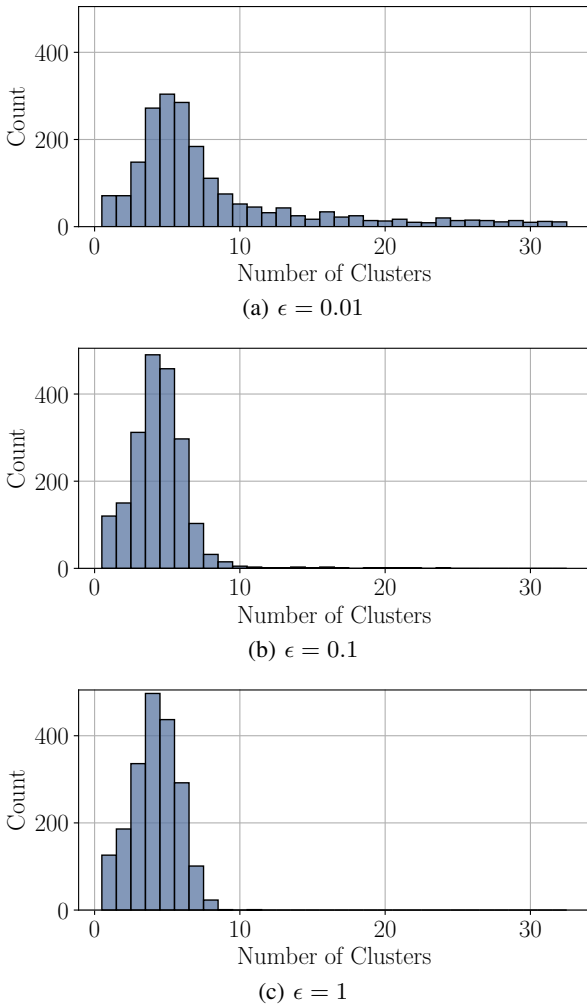 400
200
0
Count
0 10 20 30
Number of Clusters
(a) ϵ = 0.01
400
200
0
Count
0 10 20 30
Number of Clusters
(b) ϵ = 0.1
400
200
0
Count
0 10 20 30
Number of Clusters
(c) ϵ = 1